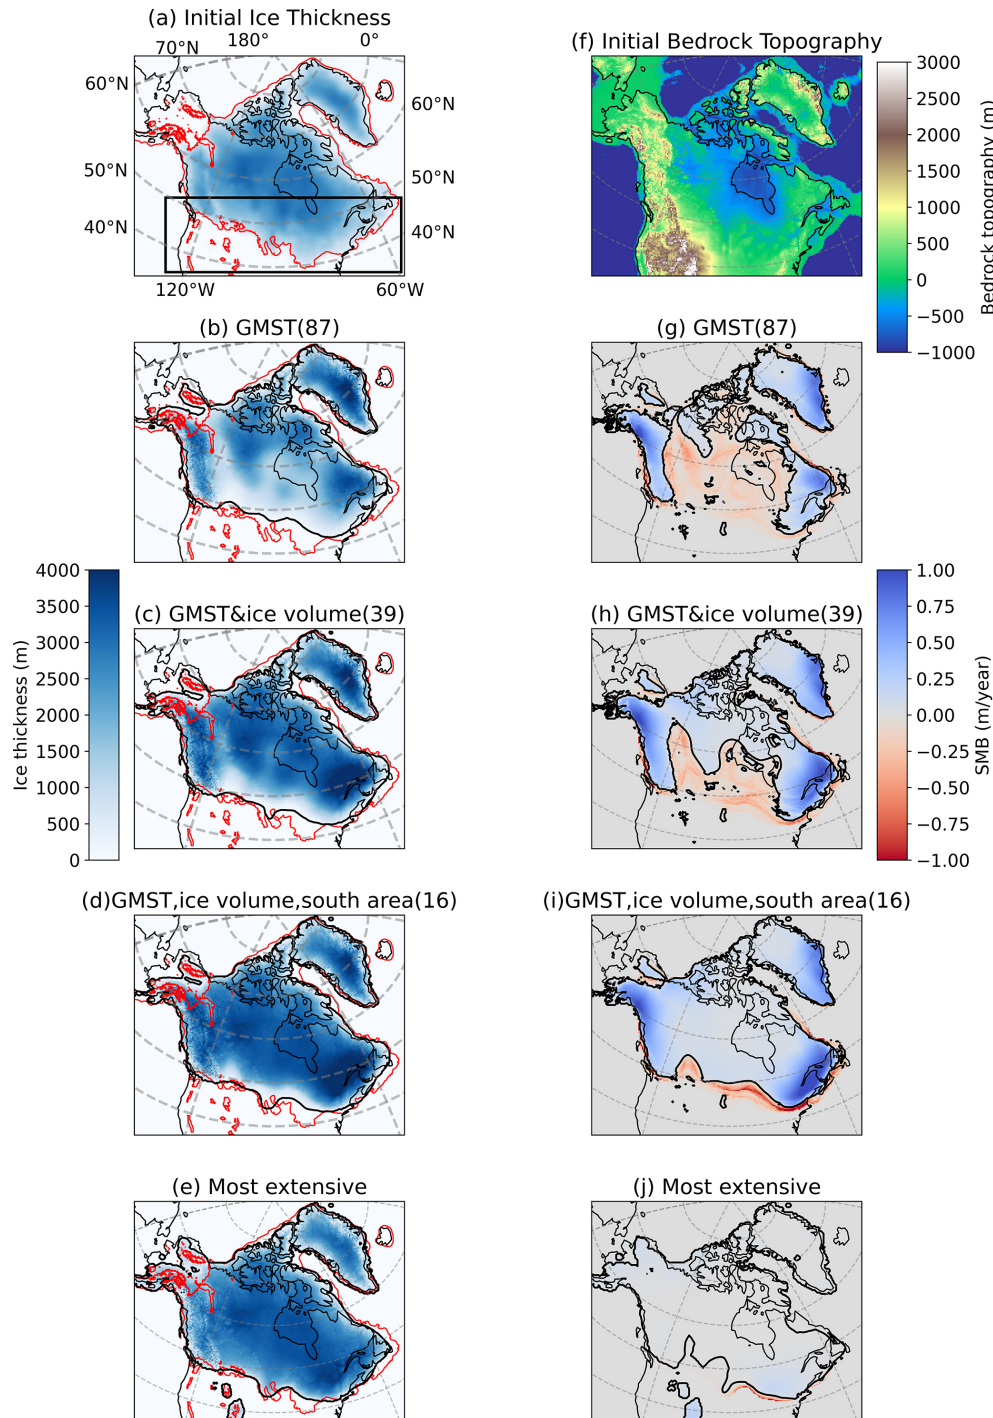 (a) Initial Ice Thickness
70°N
180°
0°
60°N
60°N
50°N
50°N
40°N
40°N
120°W
60°W
(f) Initial Bedrock Topography
3000
2500
2000
1500
1000
500
0
−500
−1000
Bedrock topography (m)
(b) GMST(87)
(g) GMST(87)
4000
3500
3000
2500
2000
1500
1000
500
0
Ice thickness (m)
(c) GMST&ice volume(39)
(h) GMST&ice volume(39)
1.00
0.75
0.50
0.25
0.00
−0.25
−0.50
−0.75
−1.00
SMB (m/year)
(d)GMST,ice volume,south area(16)
(i)GMST,ice volume,south area(16)
(e) Most extensive
(j) Most extensive